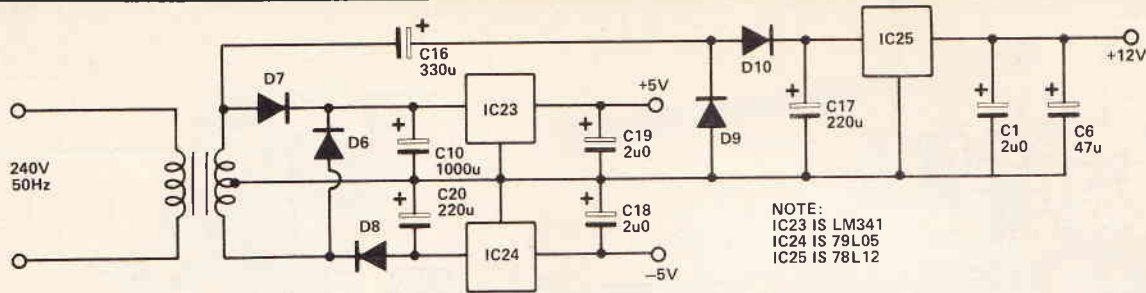 C16
330u
D7
D6
240V
50Hz
C10
1000u
C20
220u
D8
IC23
IC24
+5V
C19
2u0
C18
2u0
−5V
D10
D9
C17
220u
IC25
+12V
C1
2u0
C6
47u
NOTE:
IC23 IS LM341
IC24 IS 79L05
IC25 IS 78L12